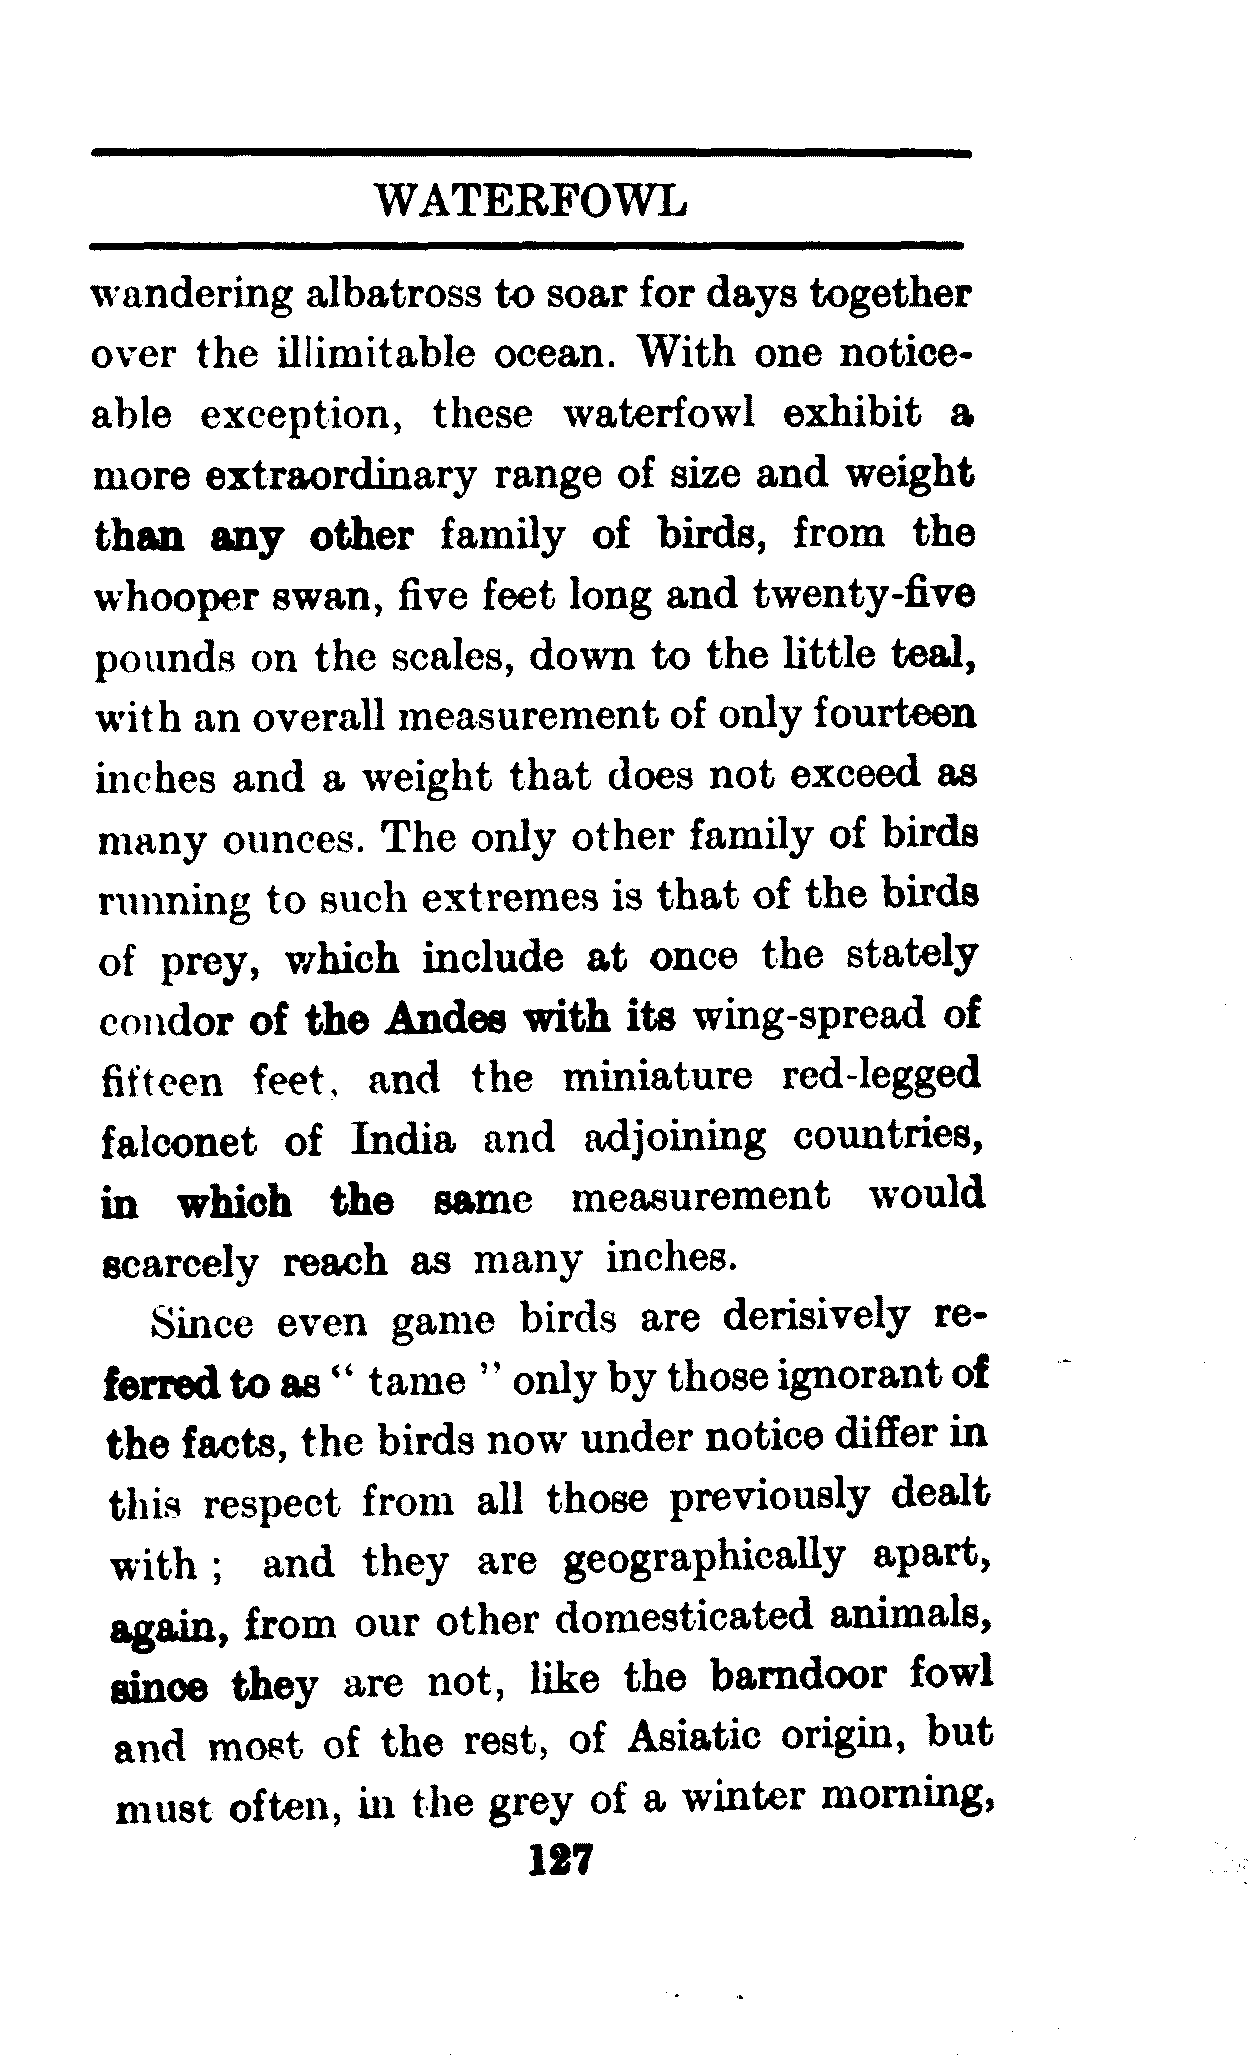 WATERFOWL
wandering albatross to soar for days together
over the illimitable ocean. With one notice-
able exception, these waterfowl exhibit a
more extraordinary range of size and weight
than any other family of birds, from the
whooper swan, five feet long and twenty-five
pounds on the scales, down to the little teal,
with an overall measurement of only fourteen
inches and a weight that does not exceed as
many ounces. The only other family of birds
running to such extremes is that of the birds
of prey, which include at once the stately
condor of the Andes with its wing-spread of
fifteen feet, and the miniature red-legged
falconet of India and adjoining countries,
in which the same measurement would
scarcely reach as many inches.
Since even game birds are derisively re-
ferred to as “ tame ” only by those ignorant of
the facts, the birds now under notice differ in
this respect from all those previously dealt
with ; and they are geographically apart,
again, from our other domesticated animals,
since they are not, like the barndoor fowl
and most of the rest, of Asiatic origin, but
must often, in the grey of a winter morning,
127